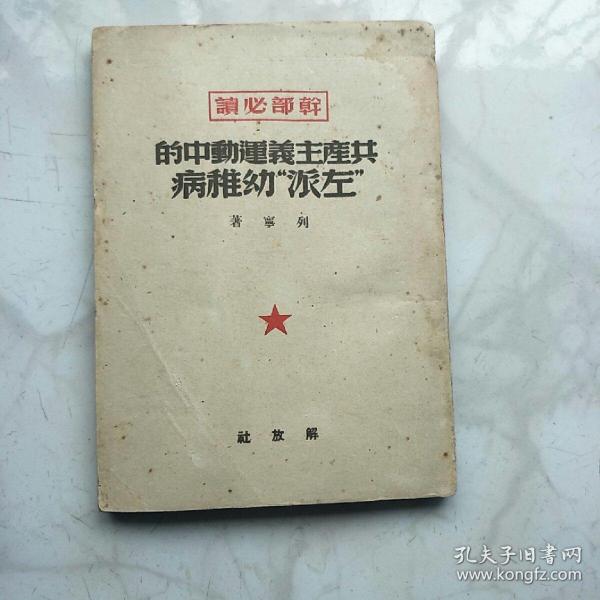 幹部必讀
共產主義運動中的
“左派”幼稚病
列寧著
解放社
孔夫子旧书网
www.kongfz.com